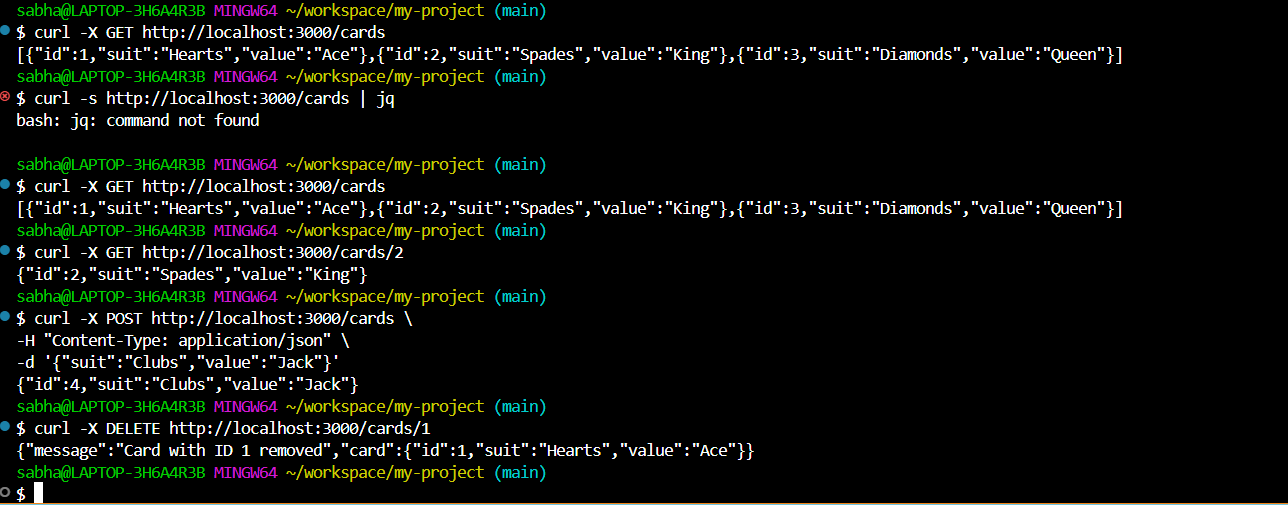 sabha@LAPTOP-3H6A4R3B MINGW64 ~/workspace/my-project (main)
$ curl -X GET http://localhost:3000/cards
[{"id":1,"suit":"Hearts","value":"Ace"},{"id":2,"suit":"Spades","value":"King"},{"id":3,"suit":"Diamonds","value":"Queen"}]
sabha@LAPTOP-3H6A4R3B MINGW64 ~/workspace/my-project (main)
$ curl -s http://localhost:3000/cards | jq
bash: jq: command not found
sabha@LAPTOP-3H6A4R3B MINGW64 ~/workspace/my-project (main)
$ curl -X GET http://localhost:3000/cards
[{"id":1,"suit":"Hearts","value":"Ace"},{"id":2,"suit":"Spades","value":"King"},{"id":3,"suit":"Diamonds","value":"Queen"}]
sabha@LAPTOP-3H6A4R3B MINGW64 ~/workspace/my-project (main)
$ curl -X GET http://localhost:3000/cards/2
{"id":2,"suit":"Spades","value":"King"}
sabha@LAPTOP-3H6A4R3B MINGW64 ~/workspace/my-project (main)
$ curl -X POST http://localhost:3000/cards \
-H "Content-Type: application/json" \
-d '{"suit":"Clubs","value":"Jack"}'
{"id":4,"suit":"Clubs","value":"Jack"}
sabha@LAPTOP-3H6A4R3B MINGW64 ~/workspace/my-project (main)
$ curl -X DELETE http://localhost:3000/cards/1
{"message":"Card with ID 1 removed","card":{"id":1,"suit":"Hearts","value":"Ace"}}
sabha@LAPTOP-3H6A4R3B MINGW64 ~/workspace/my-project (main)
$